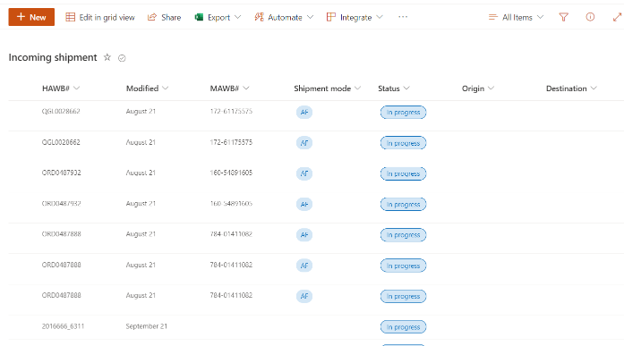 New Edit in grid view Share Export Automate Integrate ... All Items
Incoming shipment
HAWB# Modified MAWB# Shipment mode Status Origin Destination
QGL0028662 August 21 172-61175575 AF In progress
QGL0028662 August 21 172-61175575 AF In progress
ORD0487932 August 21 160-54891605 AF In progress
ORD0487932 August 21 160-54891605 AF In progress
ORD0487888 August 21 784-01411082 AF In progress
ORD0487888 August 21 784-01411082 AF In progress
ORD0487888 August 21 784-01411082 AF In progress
2016666_6311 September 21 In progress